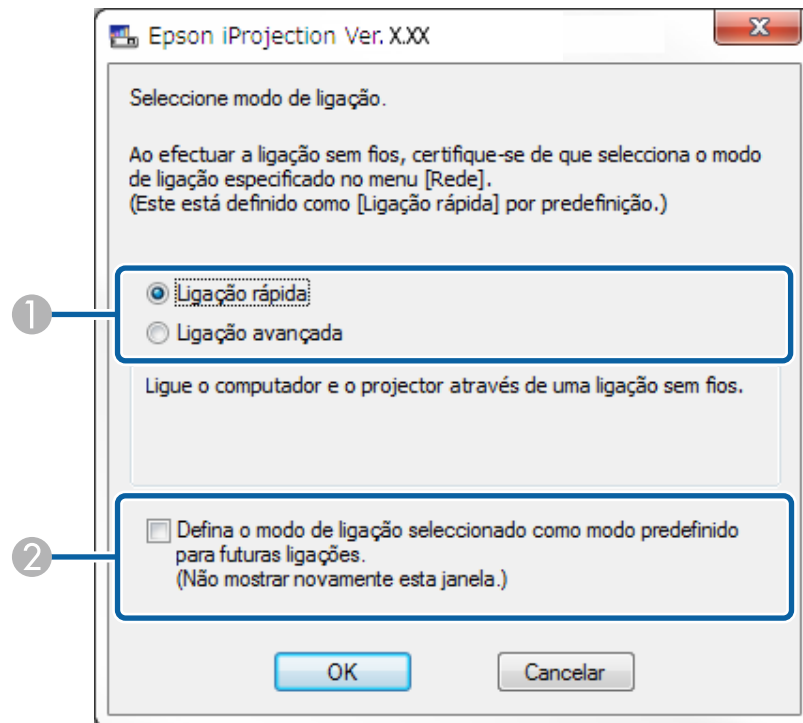 Epson iProjection Ver. X.XX
x
Seleccione modo de ligação.
Ao efectuar a ligação sem fios, certifique-se de que selecciona o modo
de ligação especificado no menu [Rede].
(Este está definido como [Ligação rápida] por predefinição.)
1
Ligação rápida
Ligação avançada
Ligue o computador e o projector através de uma ligação sem fios.
2
Defina o modo de ligação seleccionado como modo predefinido
para futuras ligações.
(Não mostrar novamente esta janela.)
OK Cancelar